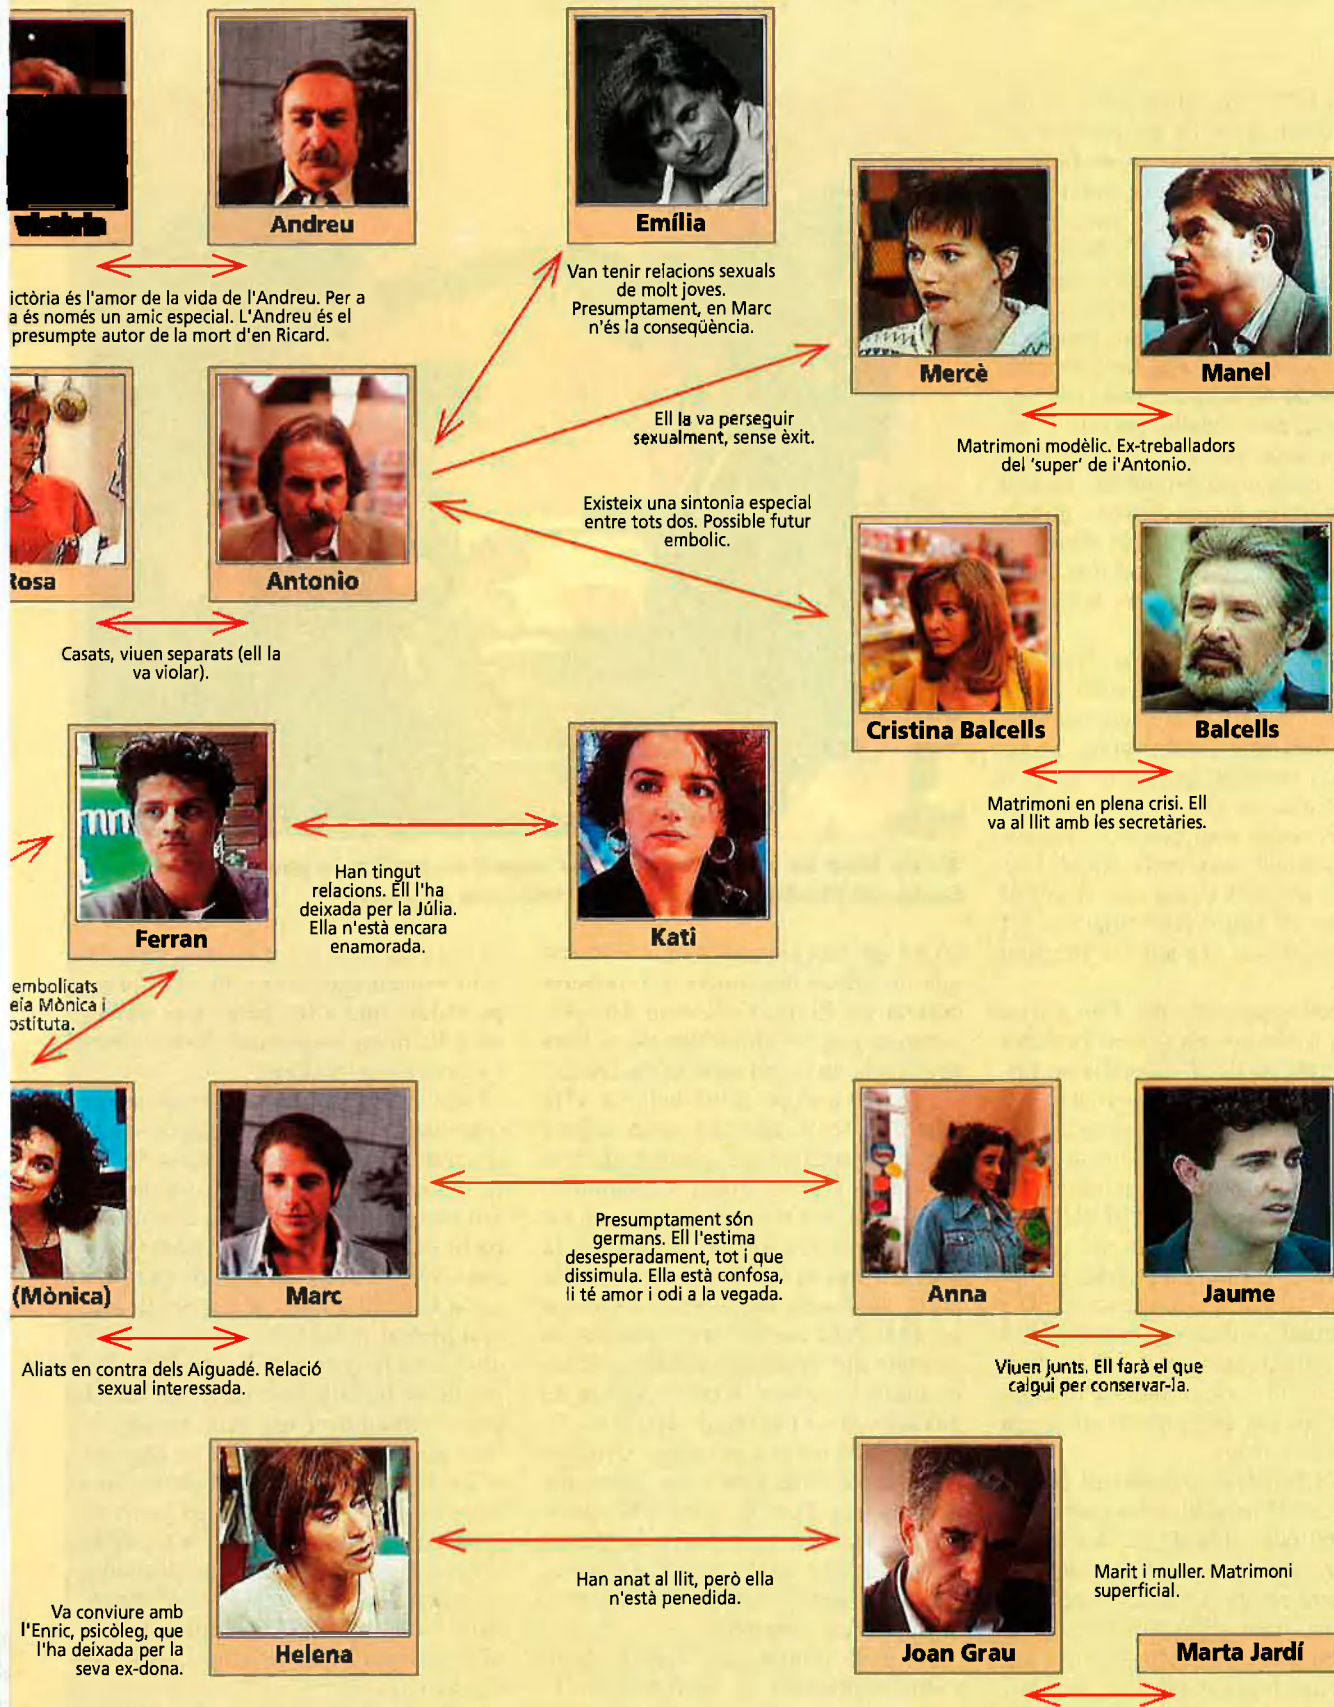 Victòria
Andreu
Emília
ictòria és l'amor de la vida de l'Andreu. Per a
a és només un amic especial. L'Andreu és el
presumpte autor de la mort d'en Ricard.
Van tenir relacions sexuals
de molt joves.
Presumptament, en Marc
n'és la conseqüència.
Mercè
Manel
Ell la va perseguir
sexualment, sense èxit.
Matrimoni modèlic. Ex-treballadors
del 'super' de l'Antonio.
Rosa
Antonio
Existeix una sintonia especial
entre tots dos. Possible futur
embolic.
Casats, viuen separats (ell la
va violar).
Cristina Balcells
Balcells
Matrimoni en plena crisi. Ell
va al llit amb les secretàries.
Ferran
Han tingut
relacions. Ell l'ha
deixada per la Júlia.
Ella n'està encara
enamorada.
Kati
embolicats
eia Mònica i
ostituta.
(Mònica)
Marc
Presumptament són
germans. Ell l'estima
desesperadament, tot i que
dissimula. Ella està confosa,
li té amor i odi a la vegada.
Anna
Jaume
Aliats en contra dels Aiguadé. Relació
sexual interessada.
Viuen junts. Ell farà el que
calgui per conservar-la.
Va conviure amb
l'Enric, psicòleg, que
l'ha deixada per la
seva ex-dona.
Helena
Han anat al llit, però ella
n'està penedida.
Joan Grau
Marit i muller. Matrimoni
superficial.
Marta Jardí